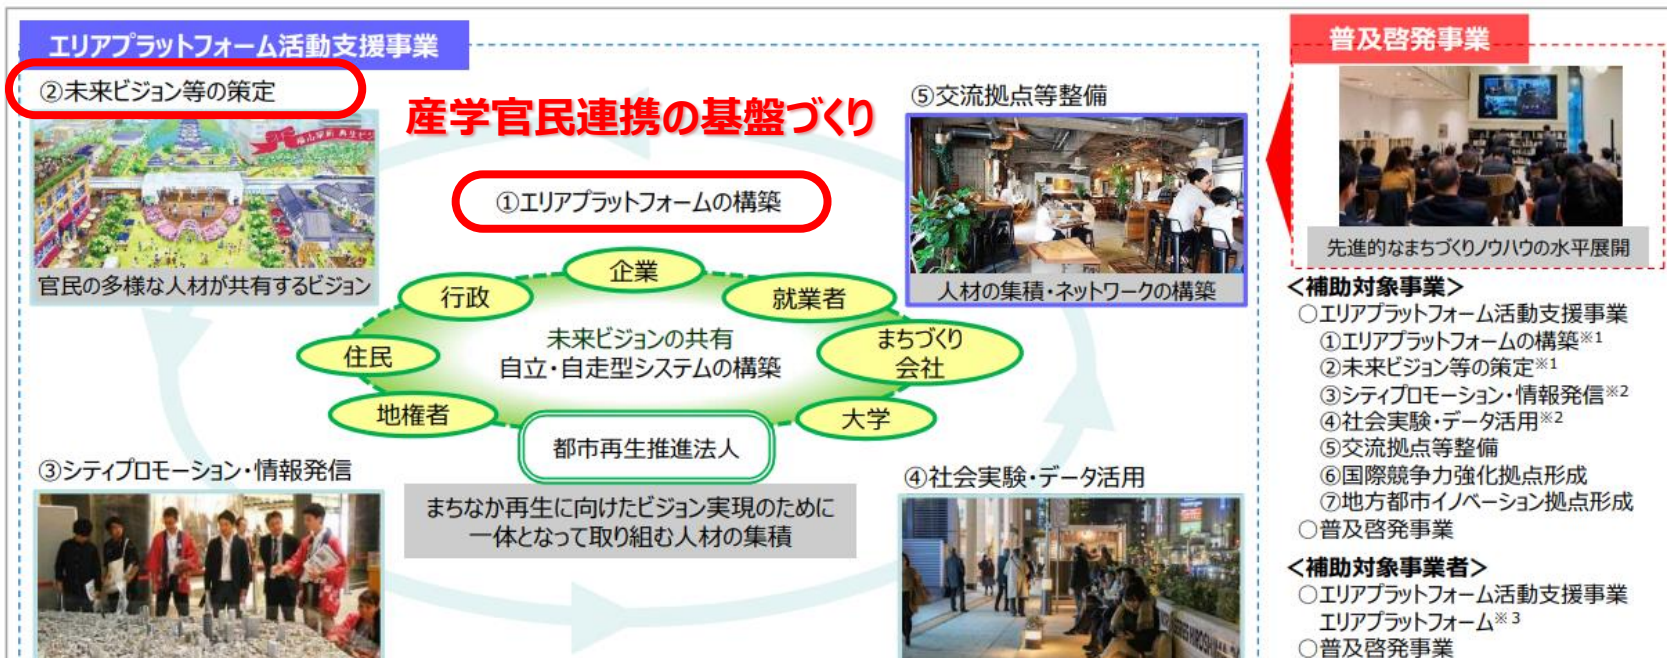 エリアプラットフォーム活動支援事業
②未来ビジョン等の策定
官民の多様な人材が共有するビジョン
産学官民連携の基盤づくり
①エリアプラットフォームの構築
企業
行政
就業者
住民
まちづくり
会社
地権者
大学
未来ビジョンの共有
自立・自走型システムの構築
都市再生推進法人
まちなか再生に向けたビジョン実現のために
一体となって取り組む人材の集積
⑤交流拠点等整備
人材の集積・ネットワークの構築
③シティプロモーション・情報発信
④社会実験・データ活用
普及啓発事業
先進的なまちづくりノウハウの水平展開
<補助対象事業>
○エリアプラットフォーム活動支援事業
①エリアプラットフォームの構築※1
②未来ビジョン等の策定※1
③シティプロモーション・情報発信※2
④社会実験・データ活用※2
⑤交流拠点等整備
⑥国際競争力強化拠点形成
⑦地方都市イノベーション拠点形成
○普及啓発事業
<補助対象事業者>
○エリアプラットフォーム活動支援事業
エリアプラットフォーム※3
○普及啓発事業